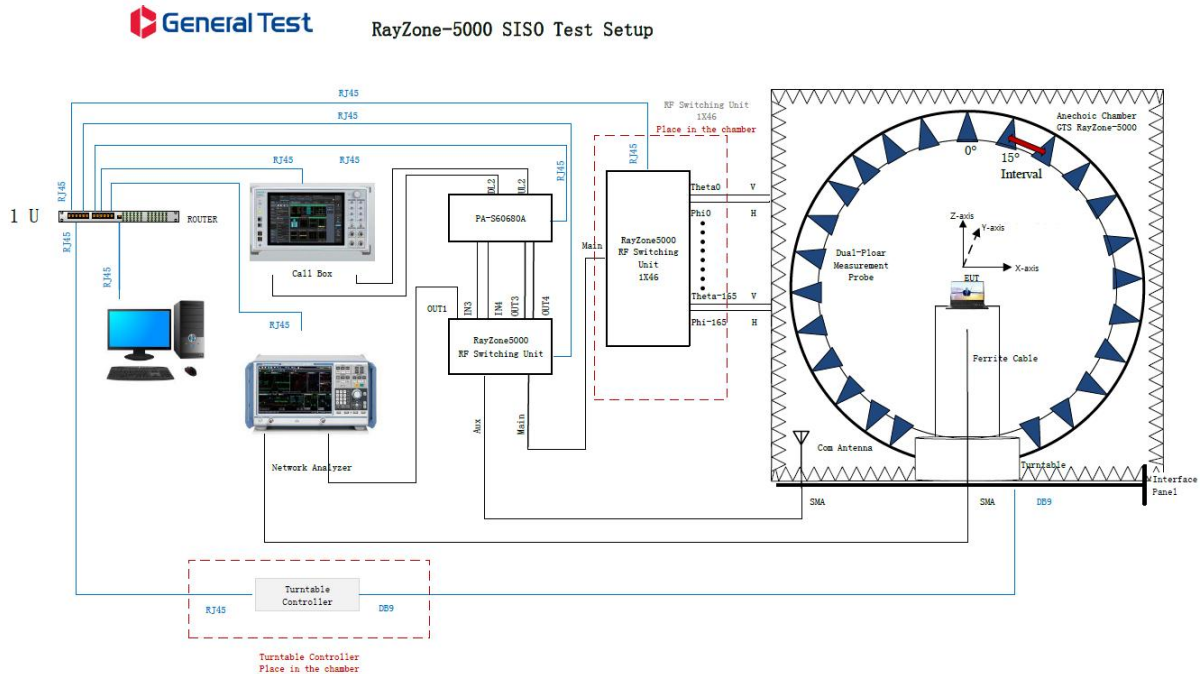 General Test
RayZone-5000 SISO Test Setup
RJ45
RJ45
RJ45
RJ45
RJ45
RJ45
RJ45
RJ45
RJ45
RJ45
1 U
ROUTER
Call Box
DL2
UL2
PA-S60680A
OUT1
IN3
IN4
OUT3
OUT4
RayZone5000
RF Switching Unit
Aux
Main
Network Analyzer
RF Switching Unit
1X46
Place in the chamber
Main
RayZone5000
RF Switching
Unit
1X46
Theta0 V
Phi0 H
Theta-165 V
Phi-165 H
Anechoic Chamber
GTS RayZone-5000
0°
15°
Interval
Z-axis
Y-axis
X-axis
Dual-Ploar
Measurement
Probe
EUT
Ferrite Cable
Com Antenna
Turntable
Interface
Panel
SMA
SMA
DB9
Turntable
Controller
RJ45
DB9
Turntable Controller
Place in the chamber